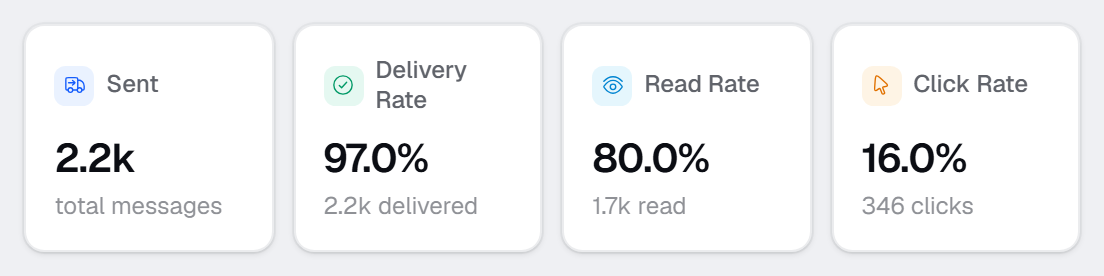 Sent
2.2k
total messages
Delivery
Rate
97.0%
2.2k delivered
Read Rate
80.0%
1.7k read
Click Rate
16.0%
346 clicks